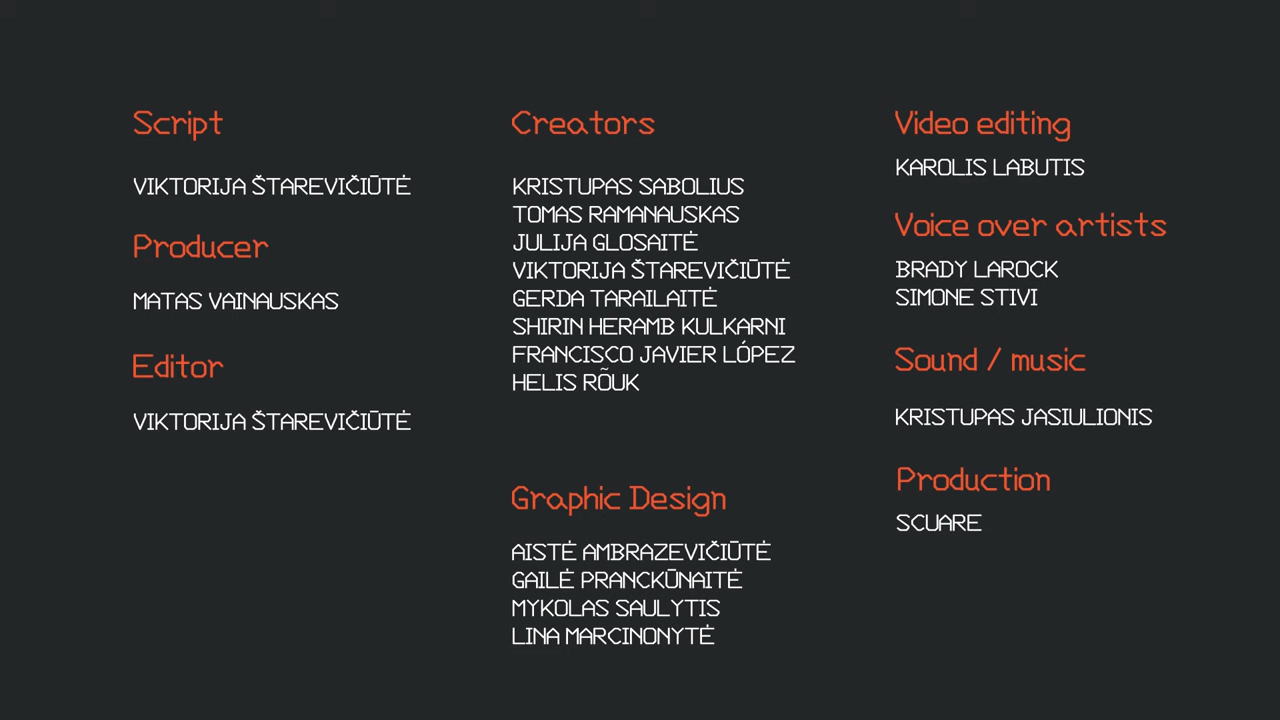 Script
VIKTORIJA ŠTAREVIČIŪTĖ
Producer
MATAS VAINAUSKAS
Editor
VIKTORIJA ŠTAREVIČIŪTĖ
Creators
KRISTUPAS SABOLIUS
TOMAS RAMANAUSKAS
JULIJA GLOSAITĖ
VIKTORIJA ŠTAREVIČIŪTĖ
GERDA TARAILAITĖ
SHIRIN HERAMB KULKARNI
FRANCISCO JAVIER LÓPEZ
HELIS RÕUK
Graphic Design
AISTĖ AMBRAZEVIČIŪTĖ
GAILĖ PRANCKŪNAITĖ
MYKOLAS SAULYTIS
LINA MARCINONYTĖ
Video editing
KAROLIS LABUTIS
Voice over artists
BRADY LAROCK
SIMONE STIVI
Sound / music
KRISTUPAS JASIULIONIS
Production
SCUARE